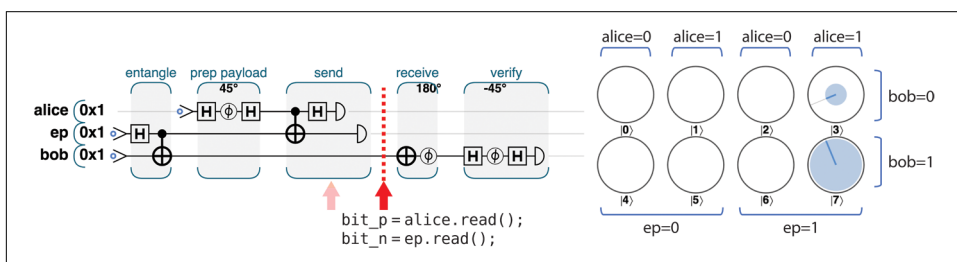 entangle prep payload send receive verify
45° 180° -45°
alice 0x1 H ϕ H H
ep 0x1 H
bob 0x1 ϕ H ϕ H
bit_p = alice.read();
bit_n = ep.read();
alice=0 alice=1 alice=0 alice=1
|0⟩ |1⟩ |2⟩ |3⟩
bob=0
|4⟩ |5⟩ |6⟩ |7⟩
bob=1
ep=0 ep=1